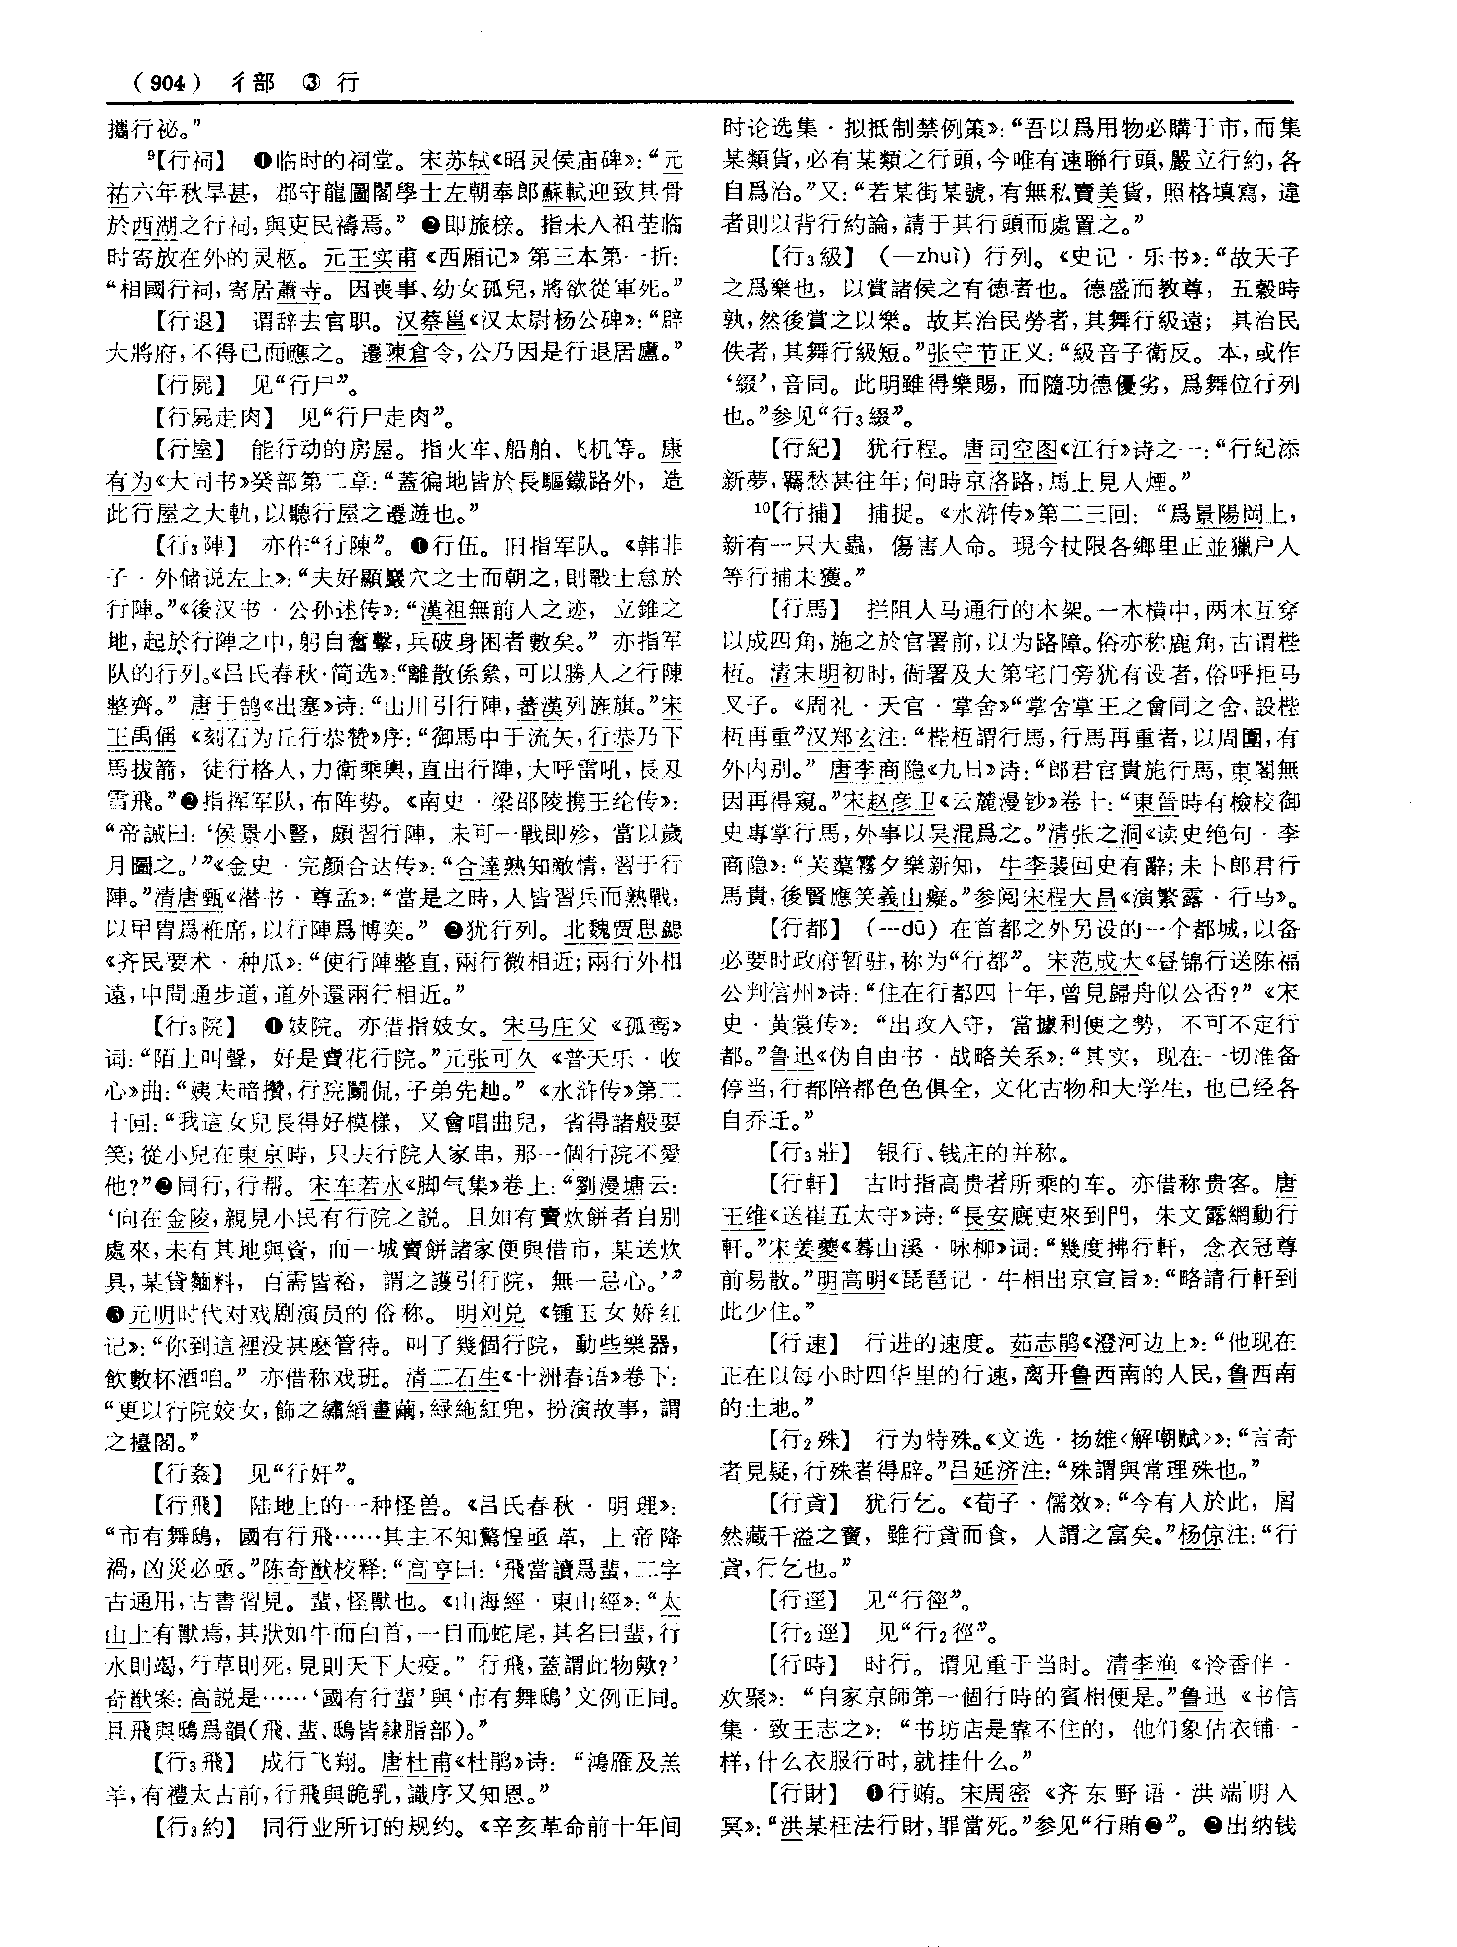 （904） 彳部 ③ 行
攜行祕。”
⁹【行祠】 ❶临时的祠堂。宋苏轼《昭灵侯庙碑》：“元
祐六年秋旱甚，郡守龍圖閣學士左朝奉郎蘇軾迎致其骨
於西湖之行祠，與吏民禱焉。” ❷即旅榇。指未入祖茔临
时寄放在外的灵柩。元王实甫《西厢记》第三本第一折：
“相國行祠，寄居蕭寺。因喪事、幼女孤兒，將欲從軍死。”
【行退】 谓辞去官职。汉蔡邕《汉太尉杨公碑》：“辟
大將府，不得已而應之。遷陳倉令，公乃因是行退居廬。”
【行屍】 见“行尸”。
【行屍走肉】 见“行尸走肉”。
【行屋】 能行动的房屋。指火车、船舶、飞机等。康
有为《大同书》癸部第二章：“蓋徧地皆於長驅鐵路外，造
此行屋之大軌，以聽行屋之遷遊也。”
【行₃陣】 亦作“行陳”。❶行伍。旧指军队。《韩非
子·外储说左上》：“夫好顯巖穴之士而朝之，則戰士怠於
行陣。”《後汉书·公孙述传》：“漢祖無前人之迹，立錐之
地，起於行陣之中，躬自奮擊，兵破身困者數矣。” 亦指军
队的行列。《吕氏春秋·简选》：“離散係絫，可以勝人之行陳
整齊。” 唐于鹄《出塞》诗：“山川引行陣，蕃漢列旌旗。”宋
王禹偁《刻石为丘行恭赞》序：“御馬中于流矢，行恭乃下
馬拔箭，徒行格人，力衛乘輿，直出行陣，大呼雷吼，長刃
雪飛。”❷指挥军队，布阵势。《南史·梁邵陵携王纶传》：
“帝誡曰：‘侯景小豎，頗習行陣，未可一戰即殄，當以歲
月圖之。’”《金史·完颜合达传》：“合達熟知敵情，習于行
陣。”清唐甄《潜书·尊孟》：“當是之時，人皆習兵而熟戰，
以甲胄爲袵席，以行陣爲博奕。” ❸犹行列。北魏贾思勰
《齐民要术·种瓜》：“使行陣整直，兩行微相近；兩行外相
遠，中間通步道，道外還兩行相近。”
【行₃院】 ❶妓院。亦借指妓女。宋马庄父《孤鸾》
词：“陌上叫聲，好是賣花行院。”元张可久《普天乐·收
心》曲：“姨夫暗攢，行院鬭侃，子弟先赸。”《水浒传》第二
十回：“我這女兒長得好模樣，又會唱曲兒，省得諸般耍
笑；從小兒在東京時，只去行院人家串，那一個行院不愛
他？”❷同行，行帮。宋车若水《脚气集》卷上：“劉漫塘云：
‘向在金陵，親見小民有行院之説。且如有賣炊餅者自别
處來，未有其地與資，而一城賣餅諸家便與借市，某送炊
具，某貸麵料，百需皆裕，謂之護引行院，無一忌心。’”
❸元明时代对戏剧演员的俗称。明刘兑《锺玉女娇红
记》：“你到這裡没甚麽管待。叫了幾個行院，動些樂器，
飲數杯酒咱。” 亦借称戏班。清二石生《十洲春语》卷下：
“更以行院姣女，飾之繡縚畫繭，緑絁紅兜，扮演故事，謂
之擡閣。”
【行姦】 见“行奸”。
【行飛】 陆地上的一种怪兽。《吕氏春秋·明理》：
“市有舞鴟，國有行飛……其主不知驚惶亟革，上帝降
禍，凶災必亟。”陈奇猷校释：“高亨曰：‘飛當讀爲蜚，二字
古通用，古書習見。蜚，怪獸也。《山海經·東山經》：“太
山上有獸焉，其狀如牛而白首，一目而蛇尾，其名曰蜚，行
水則竭，行草則死，見則天下大疫。”行飛，蓋謂此物歟？’
奇猷案：高説是……‘國有行蜚’與‘市有舞鴟’文例正同。
且飛與鴟爲韻（飛、蜚、鴟皆隸脂部）。”
【行₃飛】 成行飞翔。唐杜甫《杜鹃》诗：“鴻雁及羔
羊，有禮太古前，行飛與跪乳，識序又知恩。”
【行₃約】 同行业所订的规约。《辛亥革命前十年间
时论选集·拟抵制禁例策》：“吾以爲用物必購于市，而集
某類貨，必有某類之行頭，今唯有速聯行頭，嚴立行約，各
自爲治。”又：“若某街某號，有無私賣美貨，照格填寫，違
者則以背行約論，請于其行頭而處置之。”
【行₃級】 （—zhuì）行列。《史记·乐书》：“故天子
之爲樂也，以賞諸侯之有德者也。德盛而教尊，五穀時
孰，然後賞之以樂。故其治民勞者，其舞行級遠；其治民
佚者，其舞行級短。”张守节正义：“級音子衛反。本，或作
‘綴’，音同。此明雖得樂賜，而隨功德優劣，爲舞位行列
也。”参见“行₃綴”。
【行紀】 犹行程。唐司空图《江行》诗之一：“行紀添
新夢，羈愁甚往年；何時京洛路，馬上見人煙。”
¹⁰【行捕】 捕捉。《水浒传》第二三回：“爲景陽岡上，
新有一只大蟲，傷害人命。現今杖限各鄉里正並獵户人
等行捕未獲。”
【行馬】 拦阻人马通行的木架。一木横中，两木互穿
以成四角，施之於官署前，以为路障。俗亦称鹿角，古谓梐
枑。清末明初时，衙署及大第宅门旁犹有设者，俗呼拒马
叉子。《周礼·天官·掌舍》“掌舍掌王之會同之舍，設梐
枑再重”汉郑玄注：“梐枑謂行馬，行馬再重者，以周圍，有
外内别。” 唐李商隐《九日》诗：“郎君官貴施行馬，東閣無
因再得窺。”宋赵彦卫《云麓漫钞》卷十：“東晉時有檢校御
史專掌行馬，外事以吴混爲之。”清张之洞《读史绝句·李
商隐》：“芙蕖霧夕樂新知，牛李裴回史有辭；未卜郎君行
馬貴，後賢應笑義山癡。”参阅宋程大昌《演繁露·行马》。
【行都】 （—dū）在首都之外另设的一个都城，以备
必要时政府暂驻，称为“行都”。宋范成大《昼锦行送陈福
公判信州》诗：“住在行都四十年，曾見歸舟似公否？”《宋
史·黄裳传》：“出攻入守，當據利便之勢，不可不定行
都。”鲁迅《伪自由书·战略关系》：“其实，现在一切准备
停当，行都陪都色色俱全，文化古物和大学生，也已经各
自乔迁。”
【行₃莊】 银行、钱庄的并称。
【行軒】 古时指高贵者所乘的车。亦借称贵客。唐
王维《送崔五太守》诗：“長安廐吏來到門，朱文露網動行
軒。”宋姜夔《蓦山溪·咏柳》词：“幾度拂行軒，念衣冠尊
前易散。”明高明《琵琶记·牛相出京宣旨》：“略請行軒到
此少住。”
【行速】 行进的速度。茹志鹃《澄河边上》：“他现在
正在以每小时四华里的行速，离开鲁西南的人民，鲁西南
的土地。”
【行₂殊】 行为特殊。《文选·扬雄〈解嘲赋〉》：“言奇
者見疑，行殊者得辟。”吕延济注：“殊謂與常理殊也。”
【行貣】 犹行乞。《荀子·儒效》：“今有人於此，屑
然藏千溢之寶，雖行貣而食，人謂之富矣。”杨倞注：“行
貣，行乞也。”
【行逕】 见“行徑”。
【行₂逕】 见“行₂徑”。
【行時】 时行。谓见重于当时。清李渔《怜香伴·
欢聚》：“自家京師第一個行時的賓相便是。”鲁迅《书信
集·致王志之》：“书坊店是靠不住的，他们象估衣铺一
样，什么衣服行时，就挂什么。”
【行財】 ❶行贿。宋周密《齐东野语·洪端明入
冥》：“洪某枉法行財，罪當死。”参见“行賄❷”。❷出纳钱